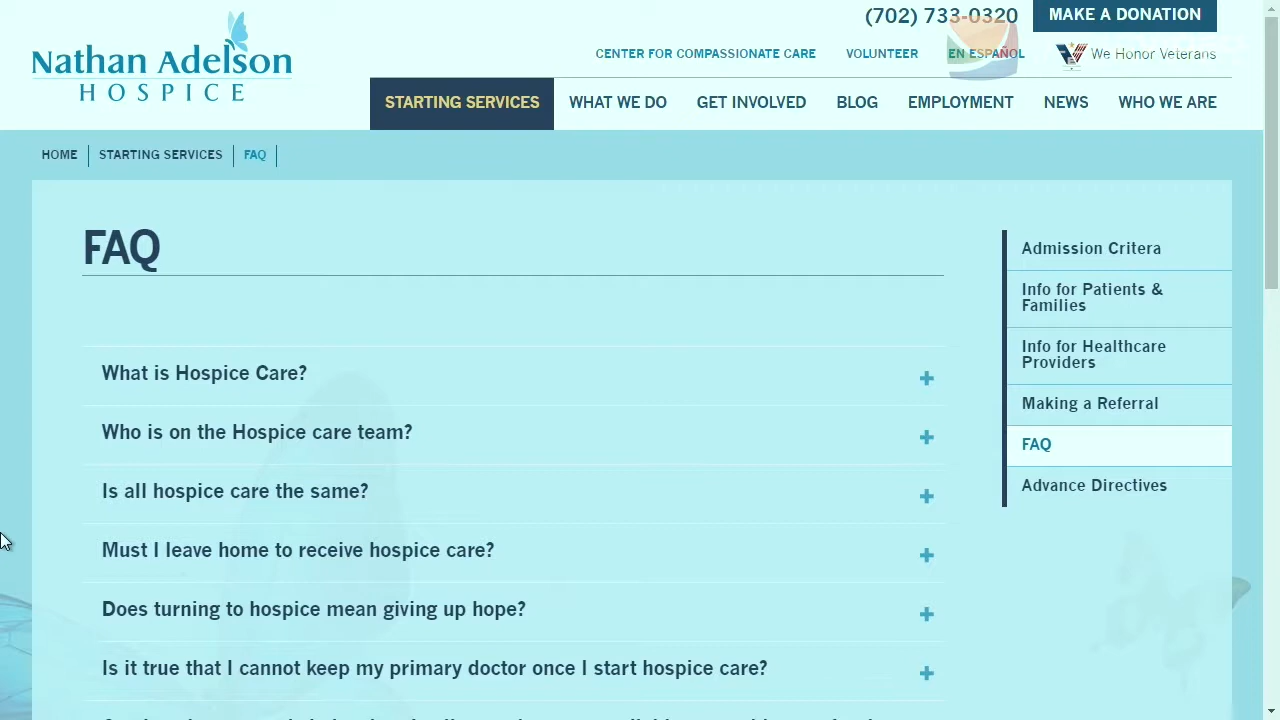 (702) 733-0320
MAKE A DONATION
Nathan Adelson
HOSPICE
CENTER FOR COMPASSIONATE CARE
VOLUNTEER
EN ESPAÑOL
We Honor Veterans
STARTING SERVICES
WHAT WE DO
GET INVOLVED
BLOG
EMPLOYMENT
NEWS
WHO WE ARE
HOME
STARTING SERVICES
FAQ
FAQ
What is Hospice Care?
Who is on the Hospice care team?
Is all hospice care the same?
Must I leave home to receive hospice care?
Does turning to hospice mean giving up hope?
Is it true that I cannot keep my primary doctor once I start hospice care?
Admission Critera
Info for Patients &
Families
Info for Healthcare
Providers
Making a Referral
FAQ
Advance Directives